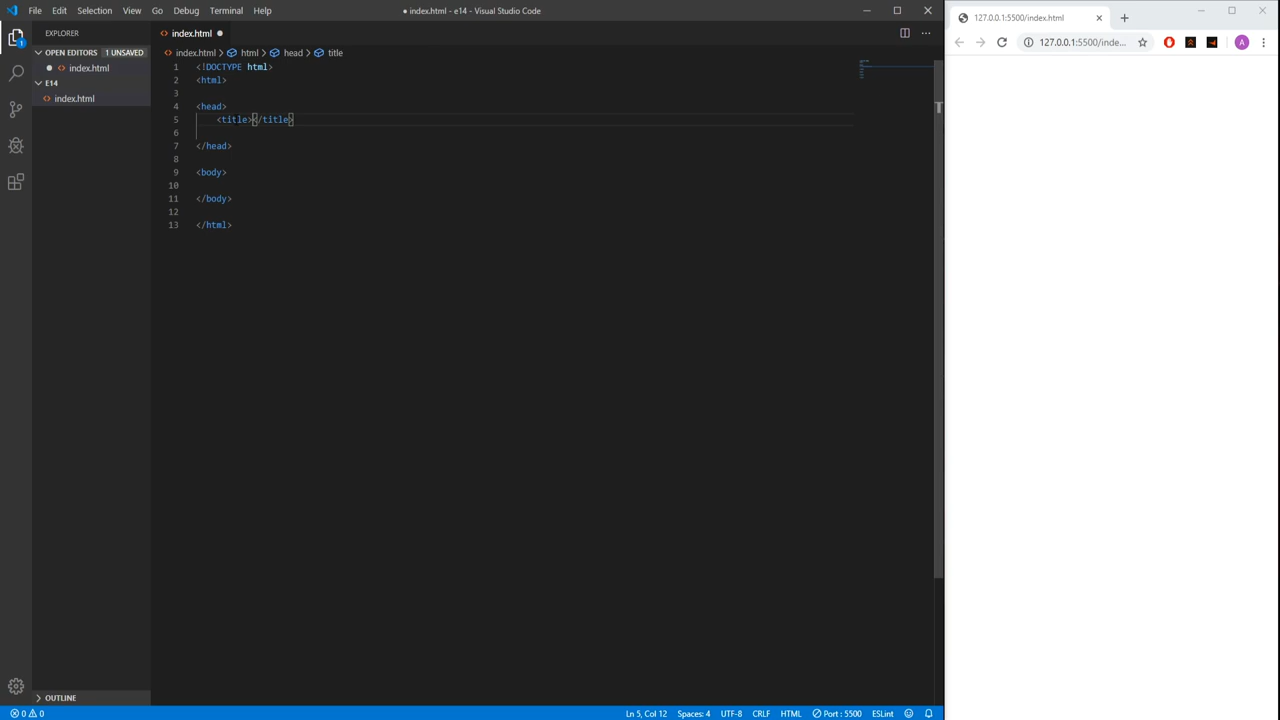 File Edit Selection View Go Debug Terminal Help
● index.html - e14 - Visual Studio Code
127.0.0.1:5500/index.html
EXPLORER
index.html ●
127.0.0.1:5500/inde...
A
OPEN EDITORS 1 UNSAVED
● index.html
E14
index.html
1
index.html > html > head > title
1 <!DOCTYPE html>
2 <html>
3
4 <head>
5 <title></title>
6
7 </head>
8
9 <body>
10
11 </body>
12
13 </html>
OUTLINE
0 0
Ln 5, Col 12 Spaces: 4 UTF-8 CRLF HTML Port : 5500 ESLint